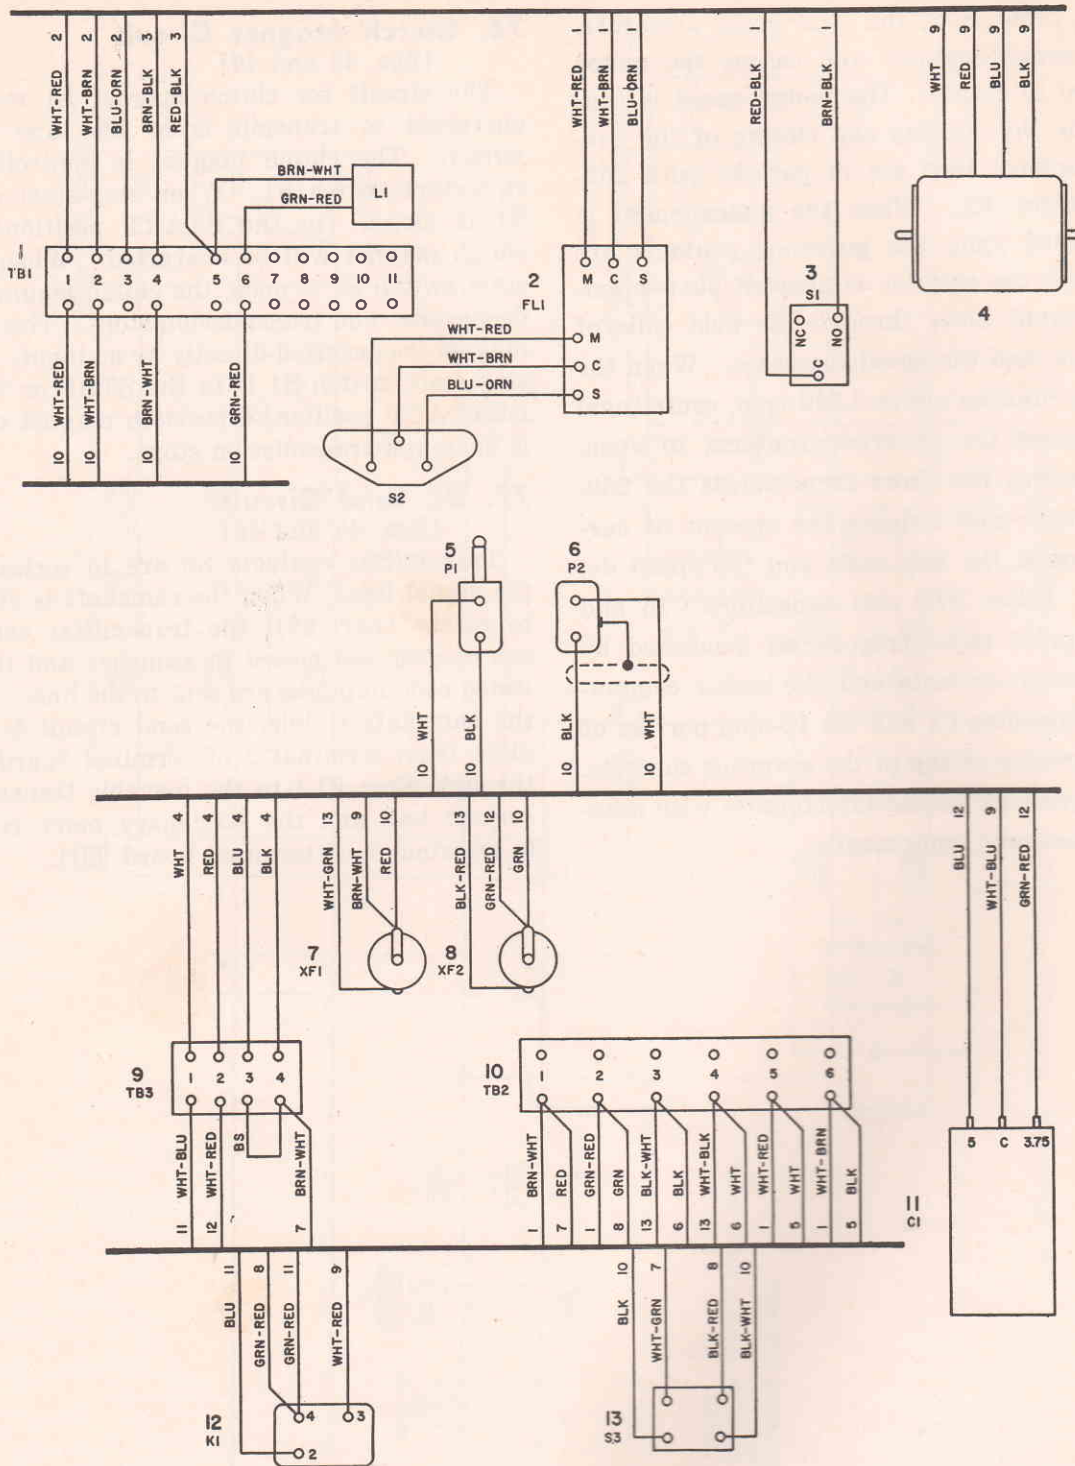 2 2 2 3 3 1 1 1 1 1 9 9 9 9
WHT-RED WHT-BRN BLU-ORN BRN-BLK RED-BLK WHT-RED WHT-BRN BLU-ORN RED-BLK BRN-BLK WHT RED BLU BLK
BRN-WHT
L1
GRN-RED
1
TB1
1 2 3 4 5 6 7 8 9 10 11
2
FL1
M C S
3
S1
NC NO
C
4
WHT-RED M
WHT-BRN C
BLU-ORN S
WHT-RED WHT-BRN BRN-WHT GRN-RED
10 10 10 10
S2
5
P1
6
P2
WHT BLK BLK WHT
10 10 10 10
4 4 4 4 13 9 10 13 12 10 12 9 12
WHT RED BLU BLK WHT-GRN BRN-WHT RED BLK-RED GRN-RED GRN BLU WHT-BLU GRN-RED
7
XF1
8
XF2
9
TB3
1 2 3 4
10
TB2
1 2 3 4 5 6
WHT-BLU WHT-RED BS BRN-WHT
11 12 7
BRN-WHT RED GRN-RED GRN BLK-WHT BLK WHT-BLK WHT WHT-RED WHT WHT-BRN BLK
1 7 1 8 13 6 13 6 1 5 1 5
5 C 3.75
11
C1
11 8 11 9 10 7 8 10
BLU GRN-RED GRN-RED WHT-RED BLK WHT-GRN BLK-RED BLK-WHT
12
K1
4 3
2
13
S3